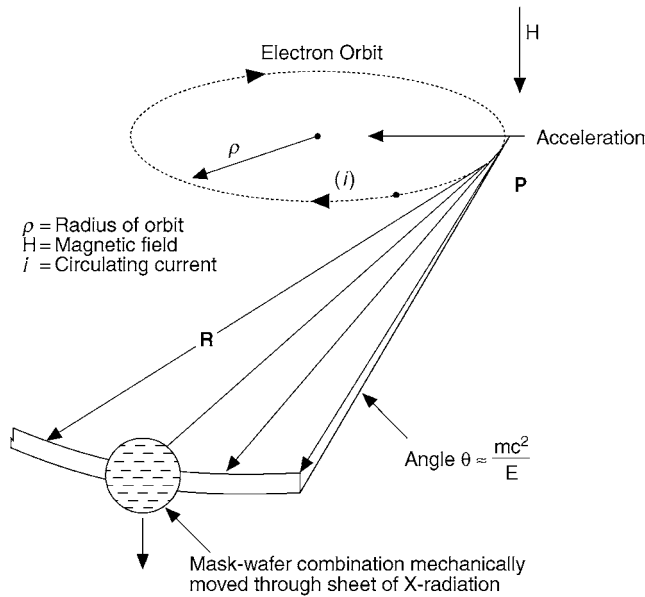 H
Electron Orbit
Acceleration
ρ
(i)
P
ρ = Radius of orbit
H = Magnetic field
i = Circulating current
R
Angle θ ≈ mc²
E
Mask-wafer combination mechanically
moved through sheet of X-radiation